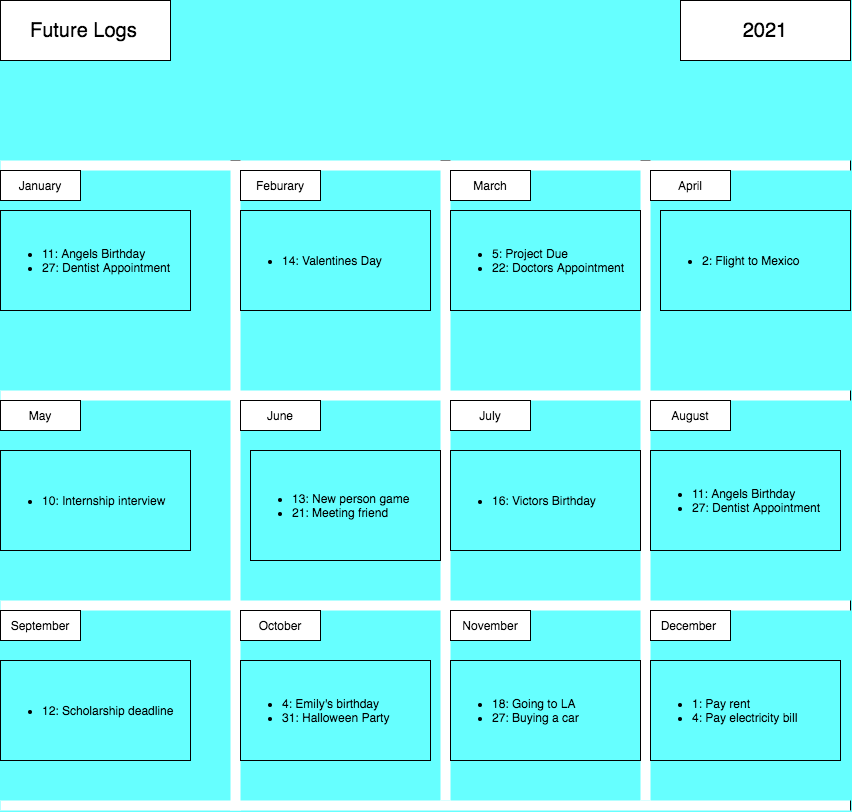 Future Logs
2021
January
Feburary
March
April
11: Angels Birthday
27: Dentist Appointment
14: Valentines Day
5: Project Due
22: Doctors Appointment
2: Flight to Mexico
May
June
July
August
10: Internship interview
13: New person game
21: Meeting friend
16: Victors Birthday
11: Angels Birthday
27: Dentist Appointment
September
October
November
December
12: Scholarship deadline
4: Emily's birthday
31: Halloween Party
18: Going to LA
27: Buying a car
1: Pay rent
4: Pay electricity bill